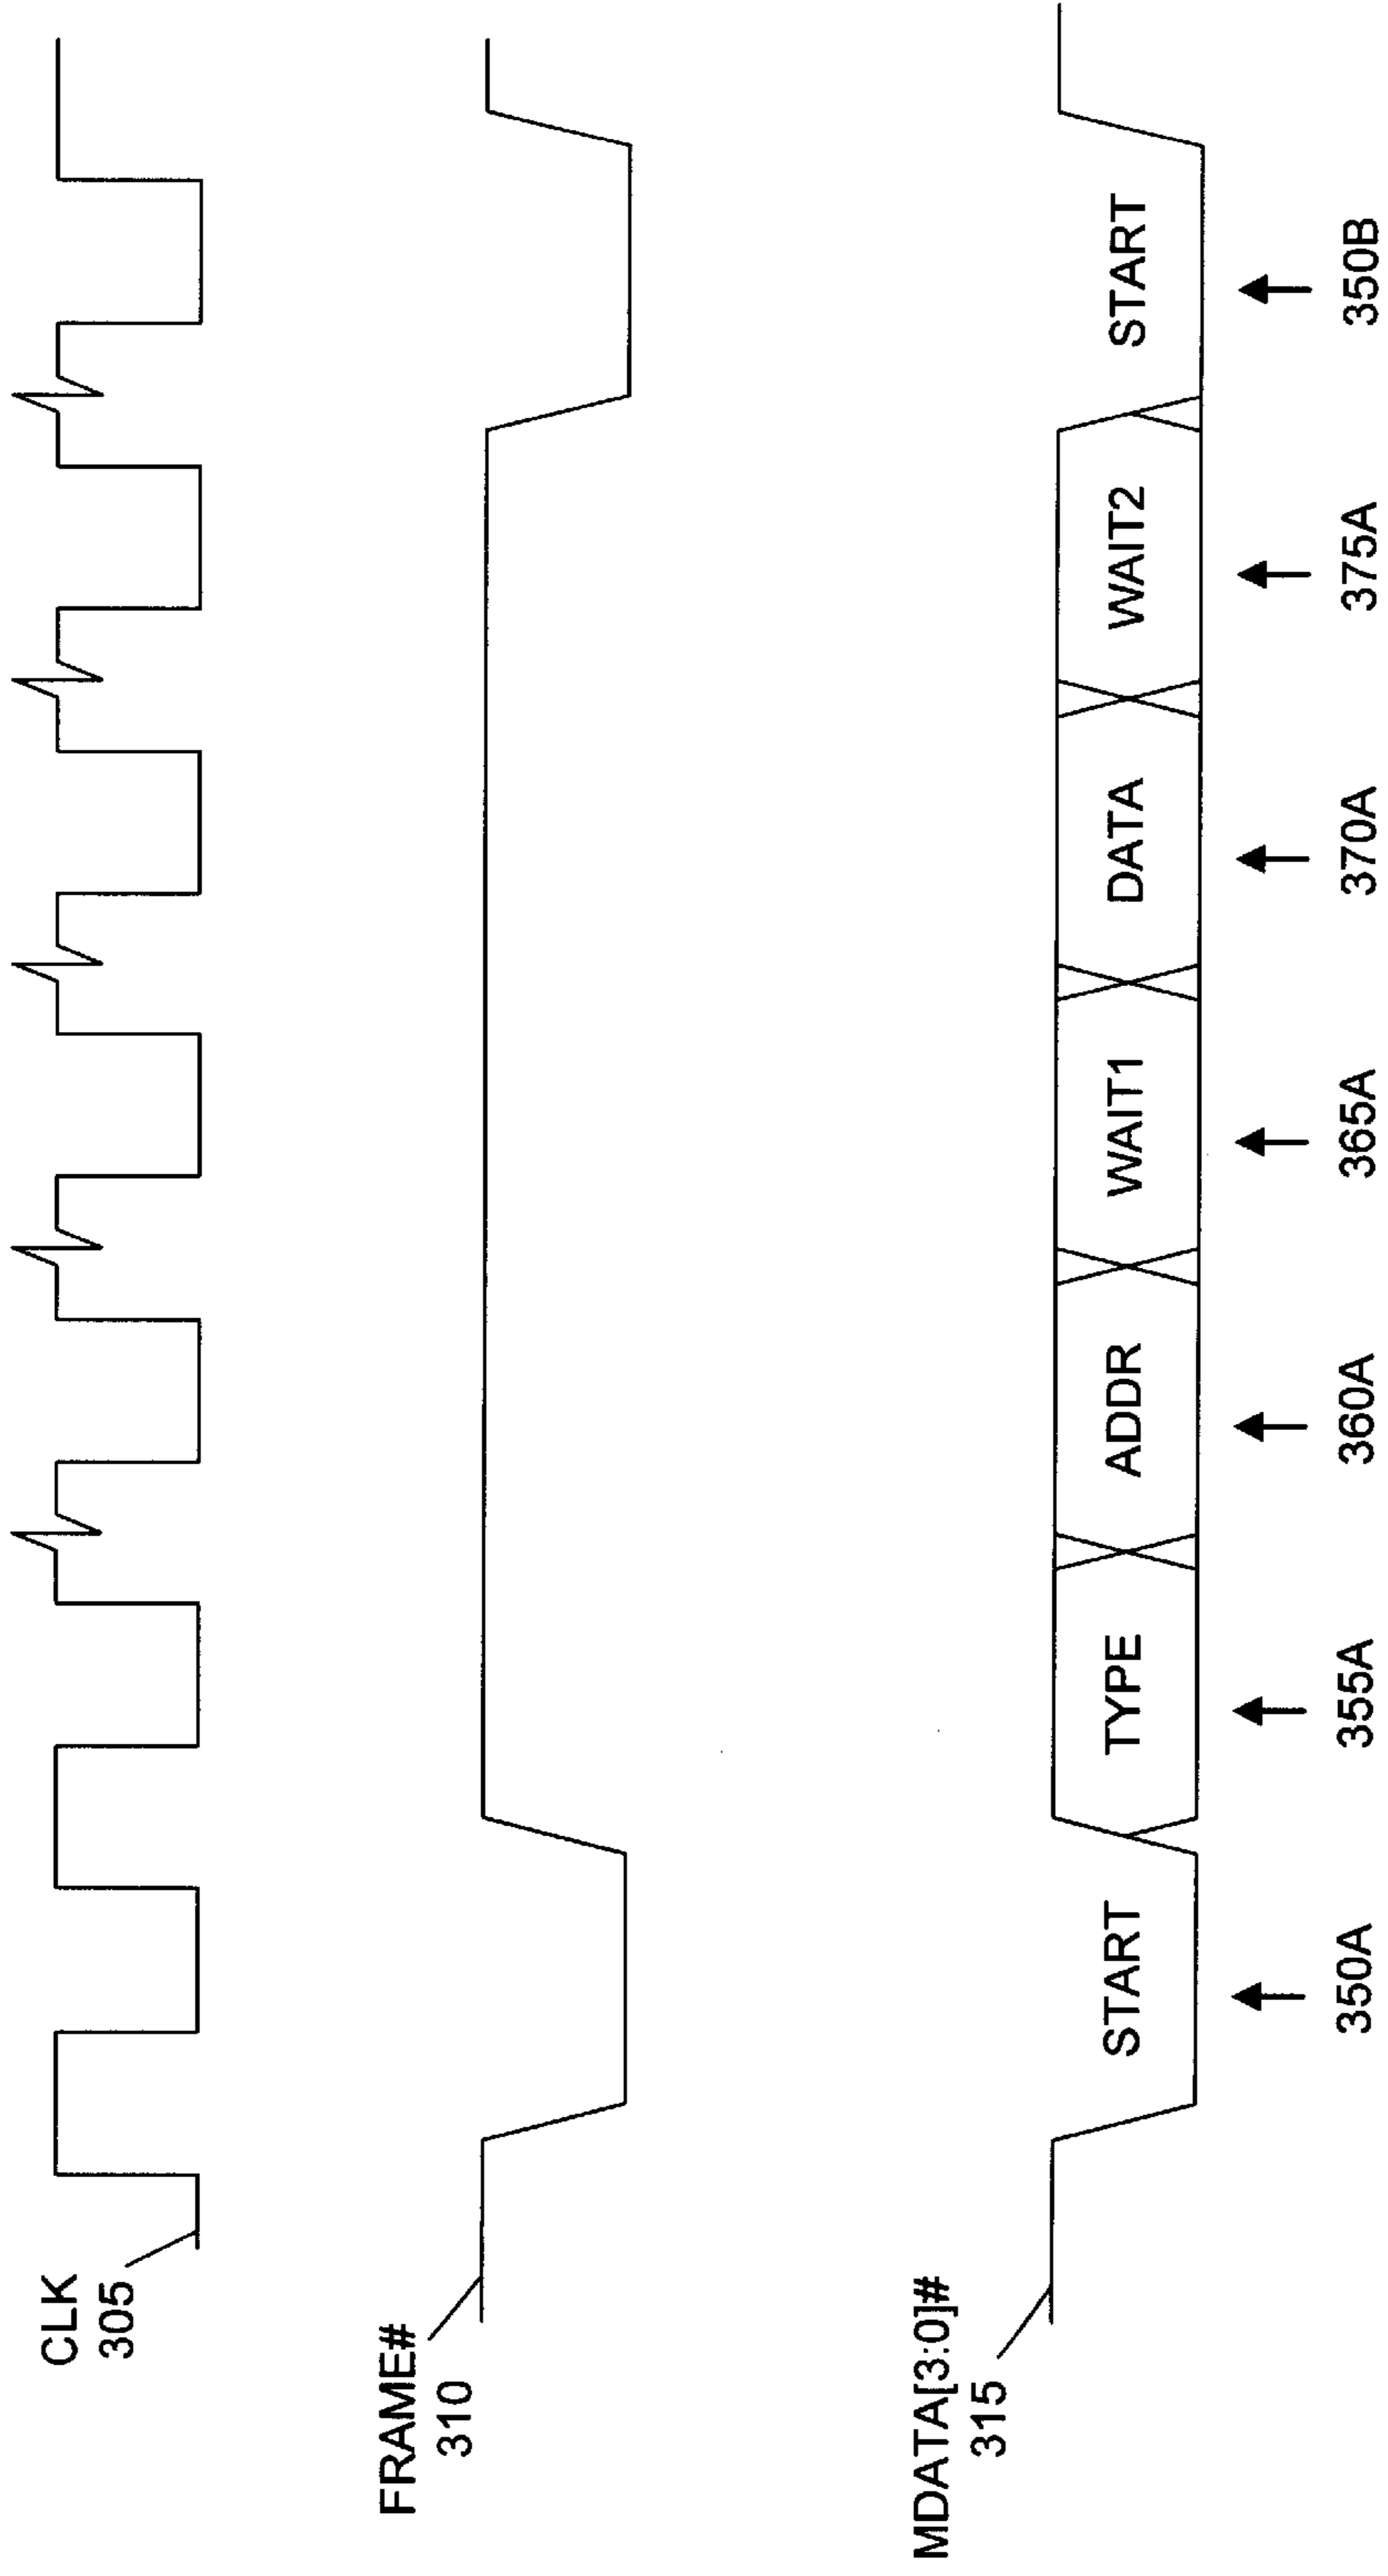 CLK
305
FRAME#
310
MDATA[3:0]#
315
START
TYPE
ADDR
WAIT1
DATA
WAIT2
START
350A
355A
360A
365A
370A
375A
350B